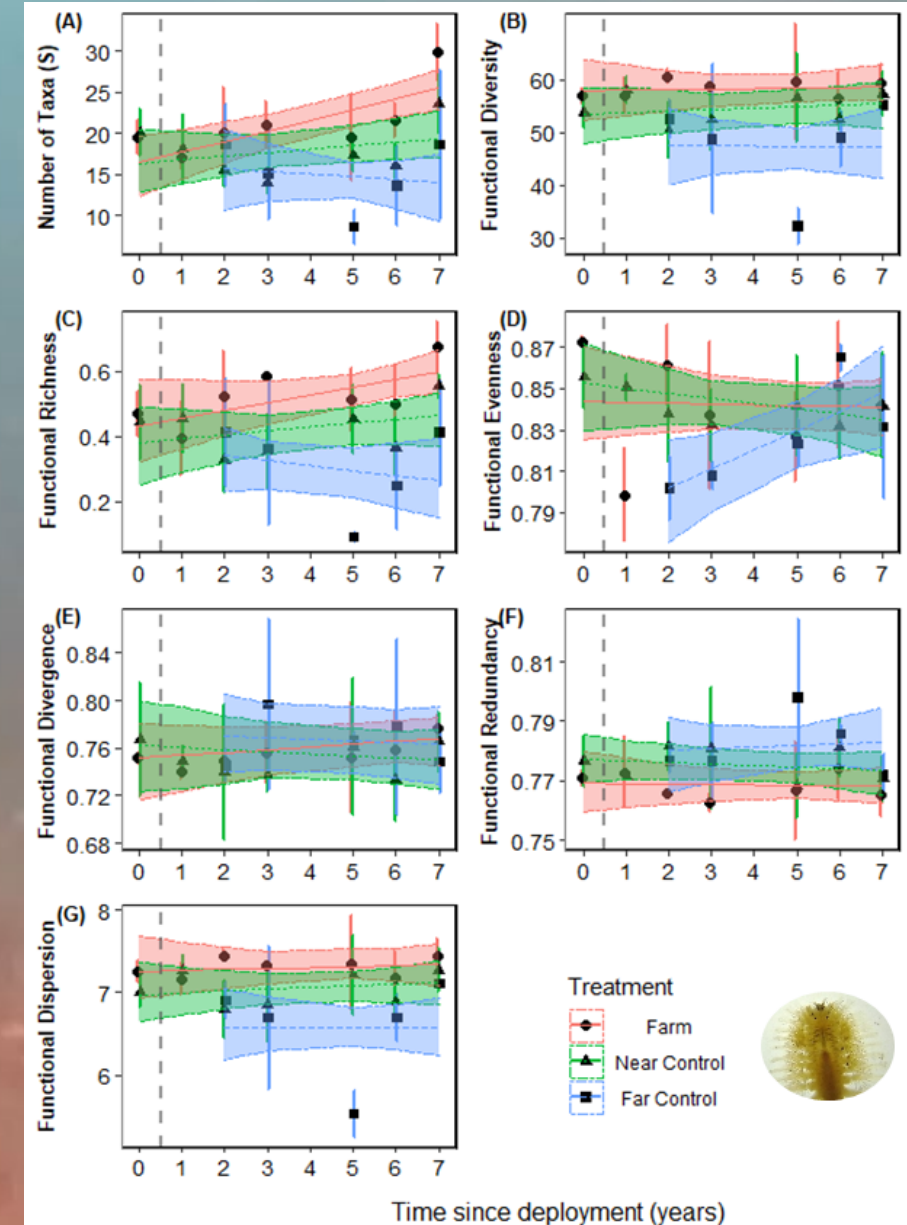 (A)
Number of Taxa (S)
30
25
20
15
10
0 1 2 3 4 5 6 7
(B)
Functional Diversity
60
50
40
30
0 1 2 3 4 5 6 7
(C)
Functional Richness
0.6
0.4
0.2
0 1 2 3 4 5 6 7
(D)
Functional Evenness
0.87
0.85
0.83
0.81
0.79
0 1 2 3 4 5 6 7
(E)
Functional Divergence
0.84
0.80
0.76
0.72
0.68
0 1 2 3 4 5 6 7
(F)
Functional Redundancy
0.81
0.79
0.77
0.75
0 1 2 3 4 5 6 7
(G)
Functional Dispersion
8
7
6
0 1 2 3 4 5 6 7
Treatment
Farm
Near Control
Far Control
Time since deployment (years)